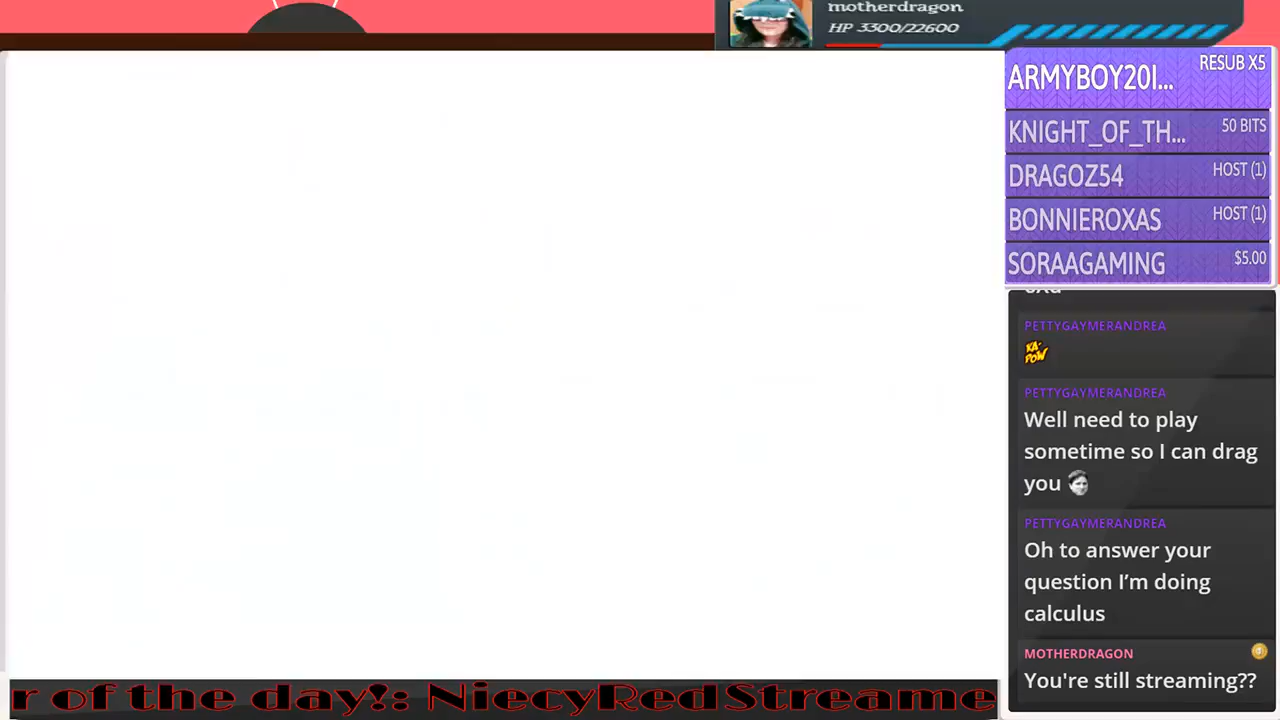 motherdragon
HP 3300/22600
ARMYBOY20I... RESUB X5
KNIGHT_OF_TH... 50 BITS
DRAGOZ54 HOST (1)
BONNIEROXAS HOST (1)
SORAAGAMING $5.00
PETTYGAYMERANDREA
KA-
POW
PETTYGAYMERANDREA
Well need to play
sometime so I can drag
you
PETTYGAYMERANDREA
Oh to answer your
question I’m doing
calculus
MOTHERDRAGON
You're still streaming??
r of the day!: NiecyRedStreame